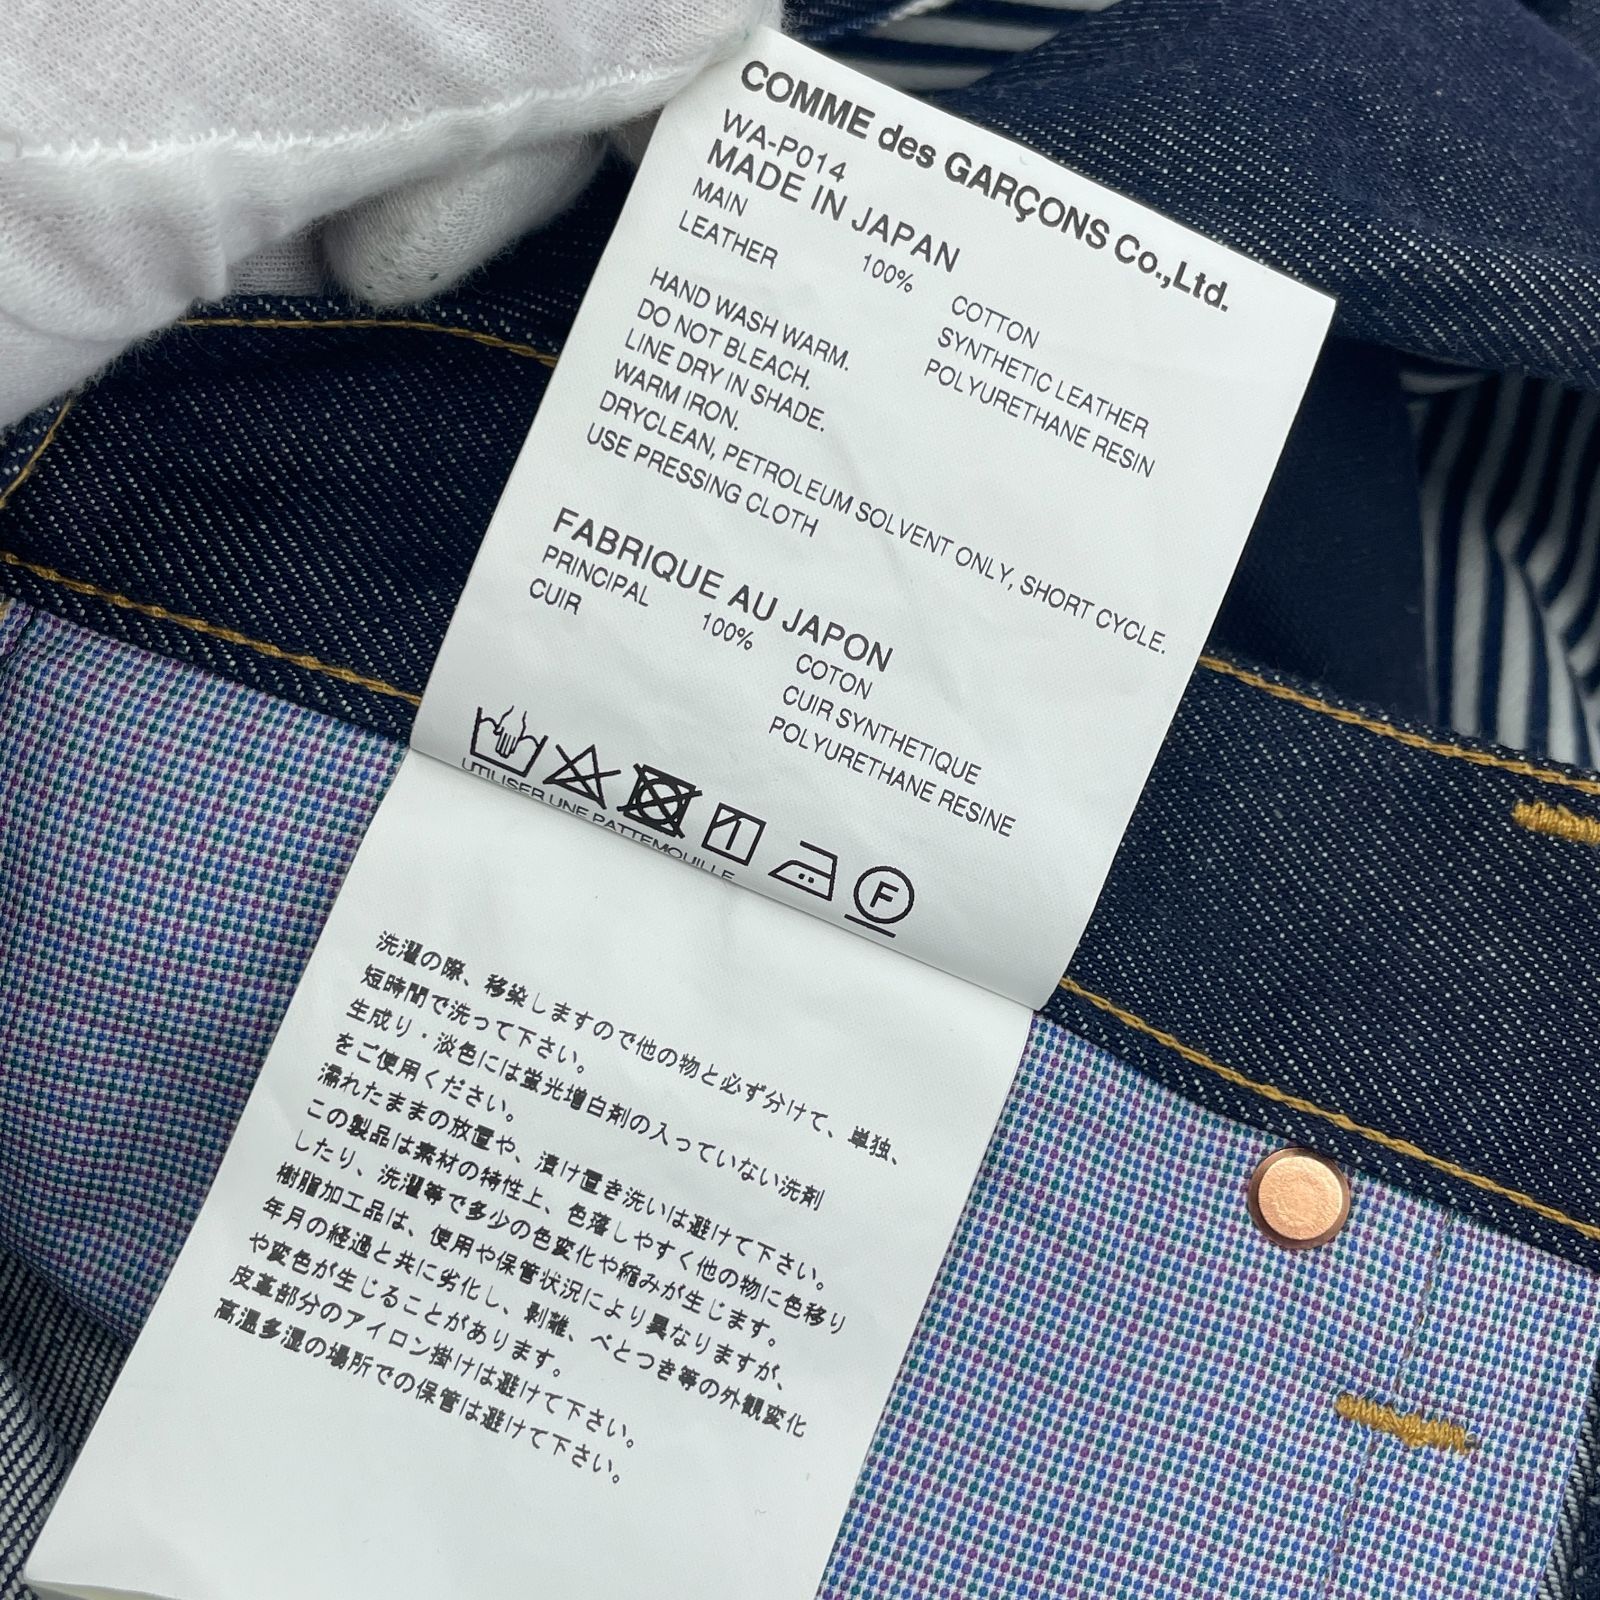 COMME des GARÇONS Co.,Ltd.
WA-P014
MADE IN JAPAN
MAIN 100% COTTON
LEATHER SYNTHETIC LEATHER
POLYURETHANE RESIN
HAND WASH WARM.
DO NOT BLEACH.
LINE DRY IN SHADE.
WARM IRON.
DRYCLEAN, PETROLEUM SOLVENT ONLY, SHORT CYCLE.
USE PRESSING CLOTH
FABRIQUE AU JAPON
PRINCIPAL 100% COTON
CUIR CUIR SYNTHETIQUE
POLYURETHANE RESINE
F
UTILISER UNE PATTEMOUILLE
洗濯の際、移染しますので他の物と必ず分けて、単独、
短時間で洗って下さい。
生成り・淡色には蛍光増白剤の入っていない洗剤
をご使用ください。
濡れたままの放置や、漬け置き洗いは避けて下さい。
この製品は素材の特性上、色落しやすく他の物に色移り
したり、洗濯等で多少の色変化や縮みが生じます。
樹脂加工品は、使用や保管状況により異なりますが、
年月の経過と共に劣化し、剥離、べとつき等の外観変化
や変色が生じることがあります。
皮革部分のアイロン掛けは避けて下さい。
高温多湿の場所での保管は避けて下さい。